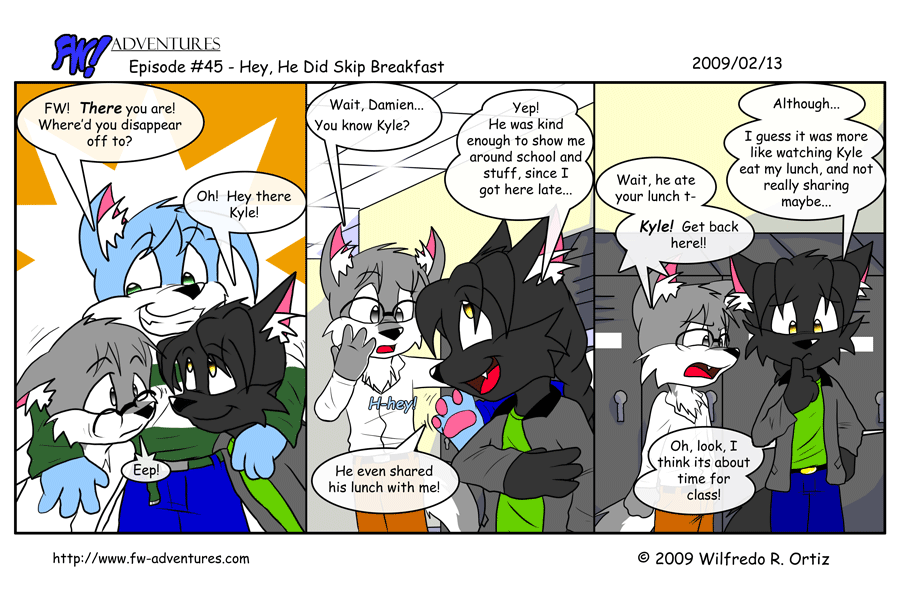 FW! ADVENTURES
Episode #45 - Hey, He Did Skip Breakfast
2009/02/13
FW! There you are!
Where'd you disappear
off to?
Oh! Hey there
Kyle!
Eep!
Wait, Damien...
You know Kyle?
Yep!
He was kind
enough to show me
around school and
stuff, since I
got here late...
H-hey!
He even shared
his lunch with me!
Although...
I guess it was more
like watching Kyle
eat my lunch, and not
really sharing
maybe...
Wait, he ate
your lunch t-
Kyle! Get back
here!!
Oh, look, I
think its about
time for
class!
http://www.fw-adventures.com
© 2009 Wilfredo R. Ortiz